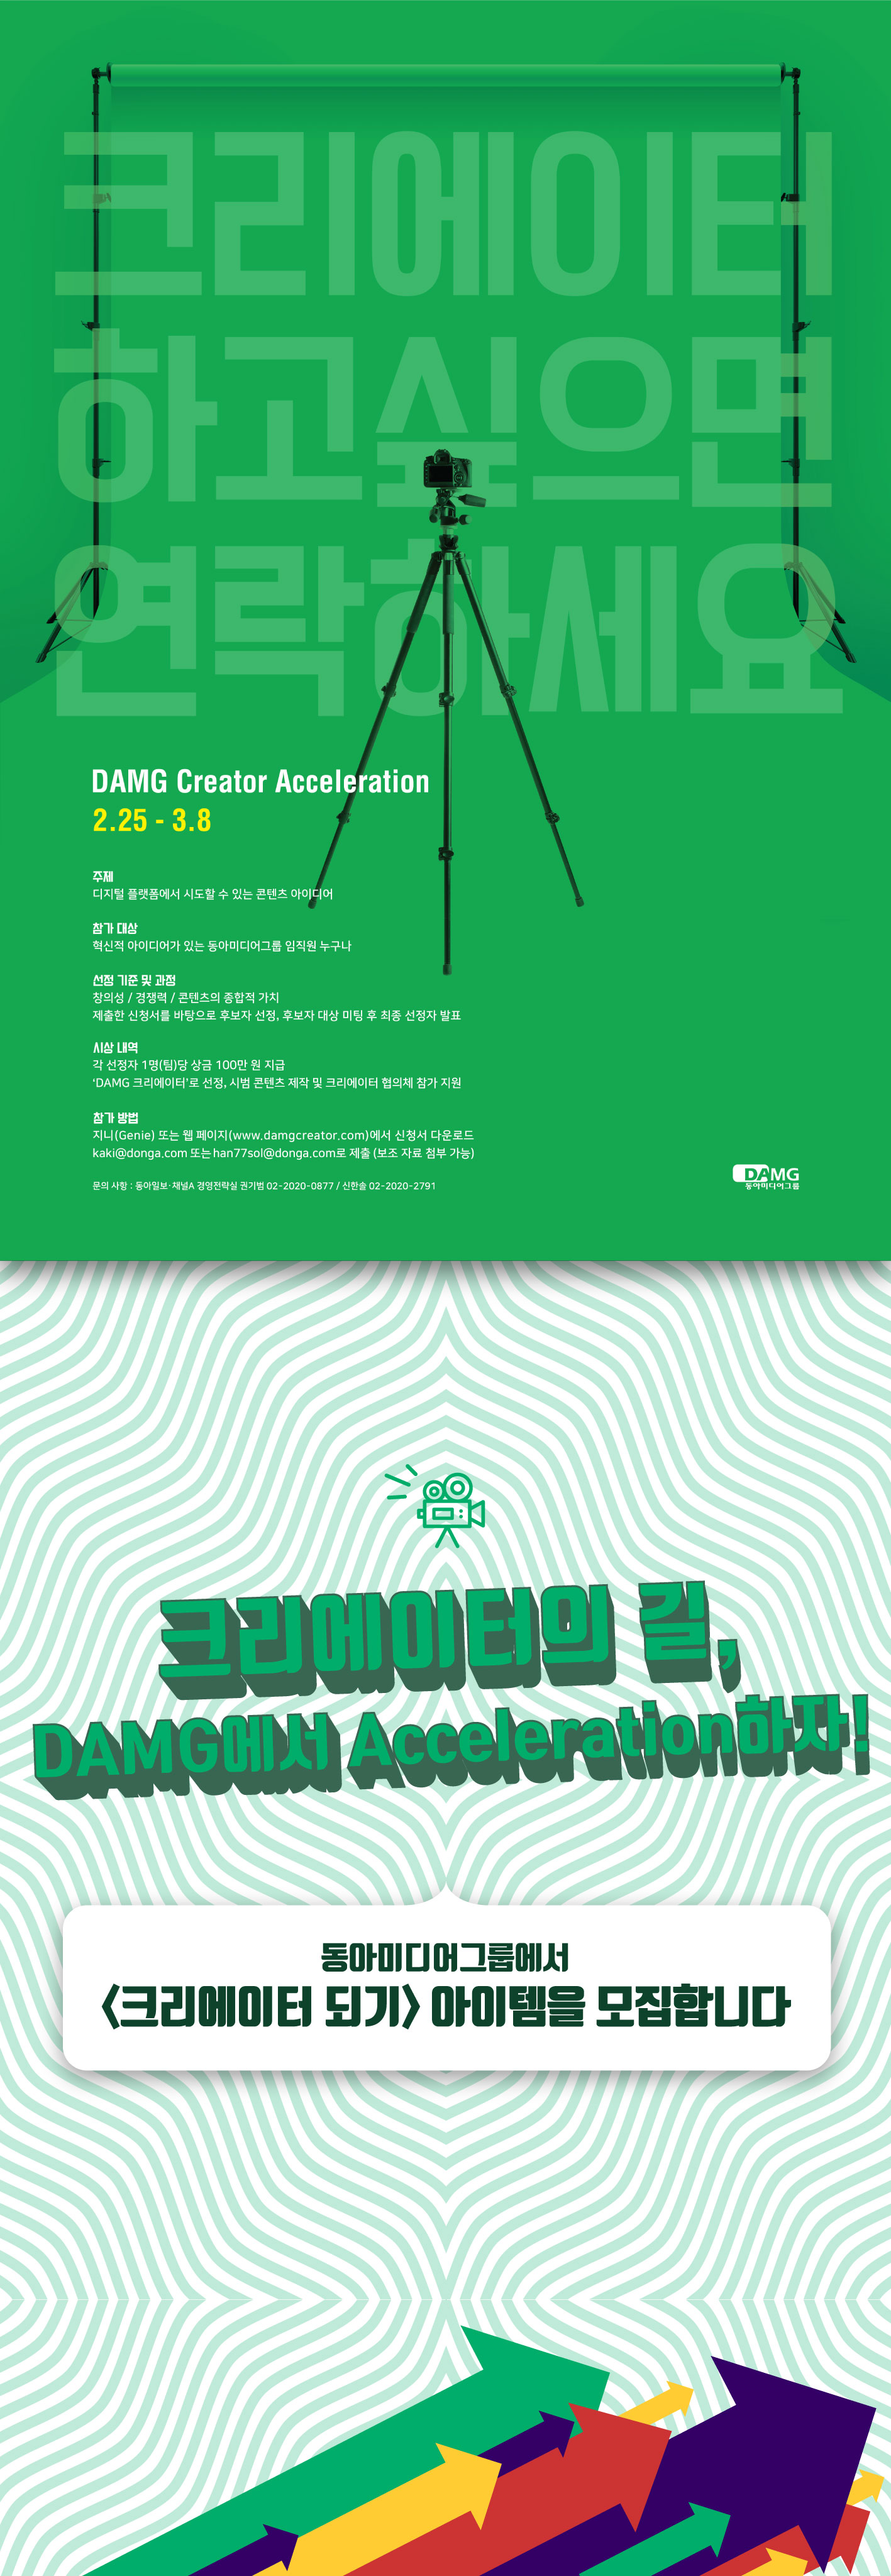 크리에이터
하고싶으면
연락하세요
DAMG Creator Acceleration
2.25 - 3.8
주제
디지털 플랫폼에서 시도할 수 있는 콘텐츠 아이디어
참가 대상
혁신적 아이디어가 있는 동아미디어그룹 임직원 누구나
선정 기준 및 과정
창의성 / 경쟁력 / 콘텐츠의 종합적 가치
제출한 신청서를 바탕으로 후보자 선정, 후보자 대상 미팅 후 최종 선정자 발표
시상 내역
각 선정자 1명(팀)당 상금 100만 원 지급
‘DAMG 크리에이터’로 선정, 시범 콘텐츠 제작 및 크리에이터 협의체 참가 지원
참가 방법
지니(Genie) 또는 웹 페이지(www.damgcreator.com)에서 신청서 다운로드
kaki@donga.com 또는 han77sol@donga.com로 제출 (보조 자료 첨부 가능)
문의 사항 : 동아일보·채널A 경영전략실 권기범 02-2020-0877 / 신한솔 02-2020-2791
DAMG
동아미디어그룹
크리에이터의 길,
DAMG에서 Acceleration하자!
동아미디어그룹에서
<크리에이터 되기> 아이템을 모집합니다